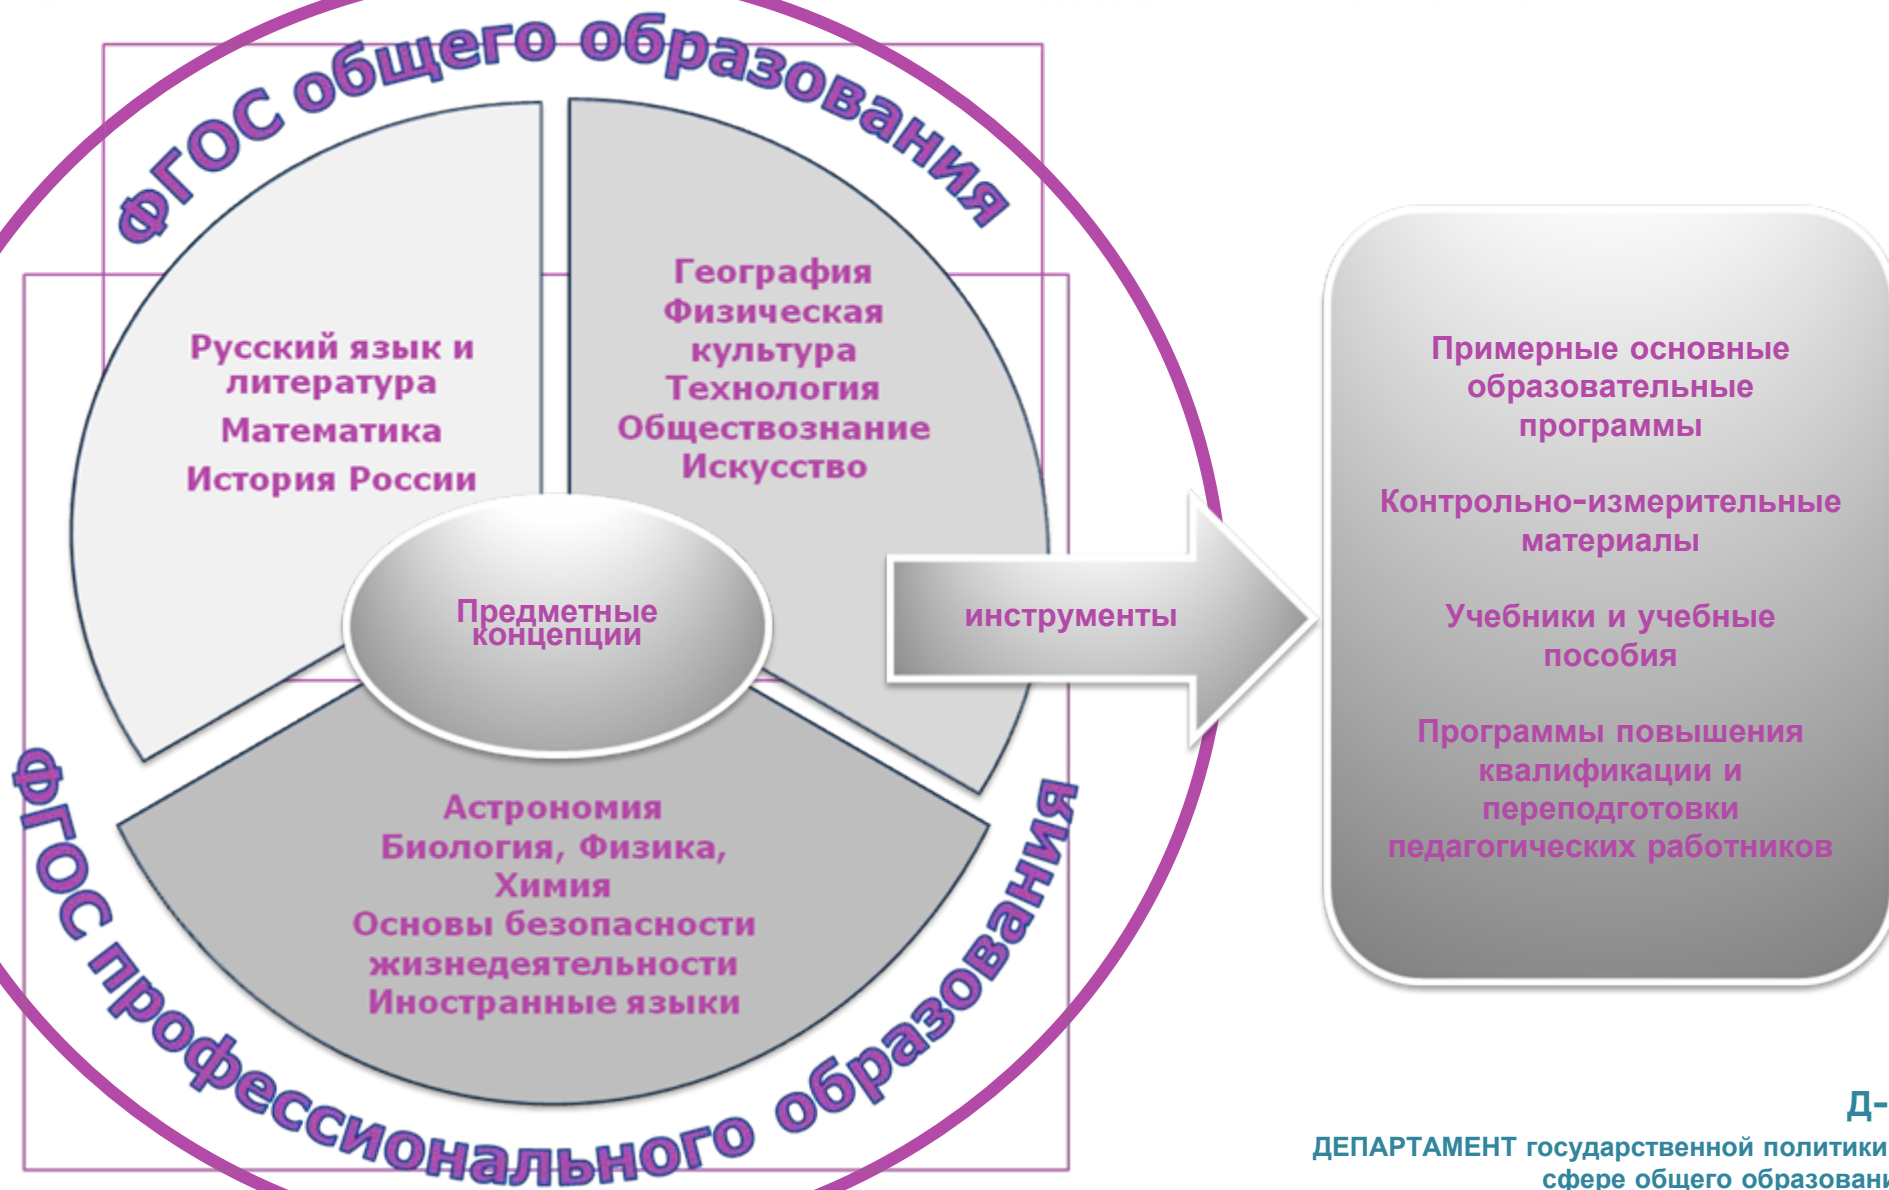 ФГОС общего образования
Русский язык и
литература
Математика
История России
География
Физическая
культура
Технология
Обществознание
Искусство
Предметные
концепции
Астрономия
Биология, Физика,
Химия
Основы безопасности
жизнедеятельности
Иностранные языки
ФГОС профессионального образования
инструменты
Примерные основные
образовательные
программы
Контрольно-измерительные
материалы
Учебники и учебные
пособия
Программы повышения
квалификации и
переподготовки
педагогических работников
Д-
ДЕПАРТАМЕНТ государственной политики
сфере общего